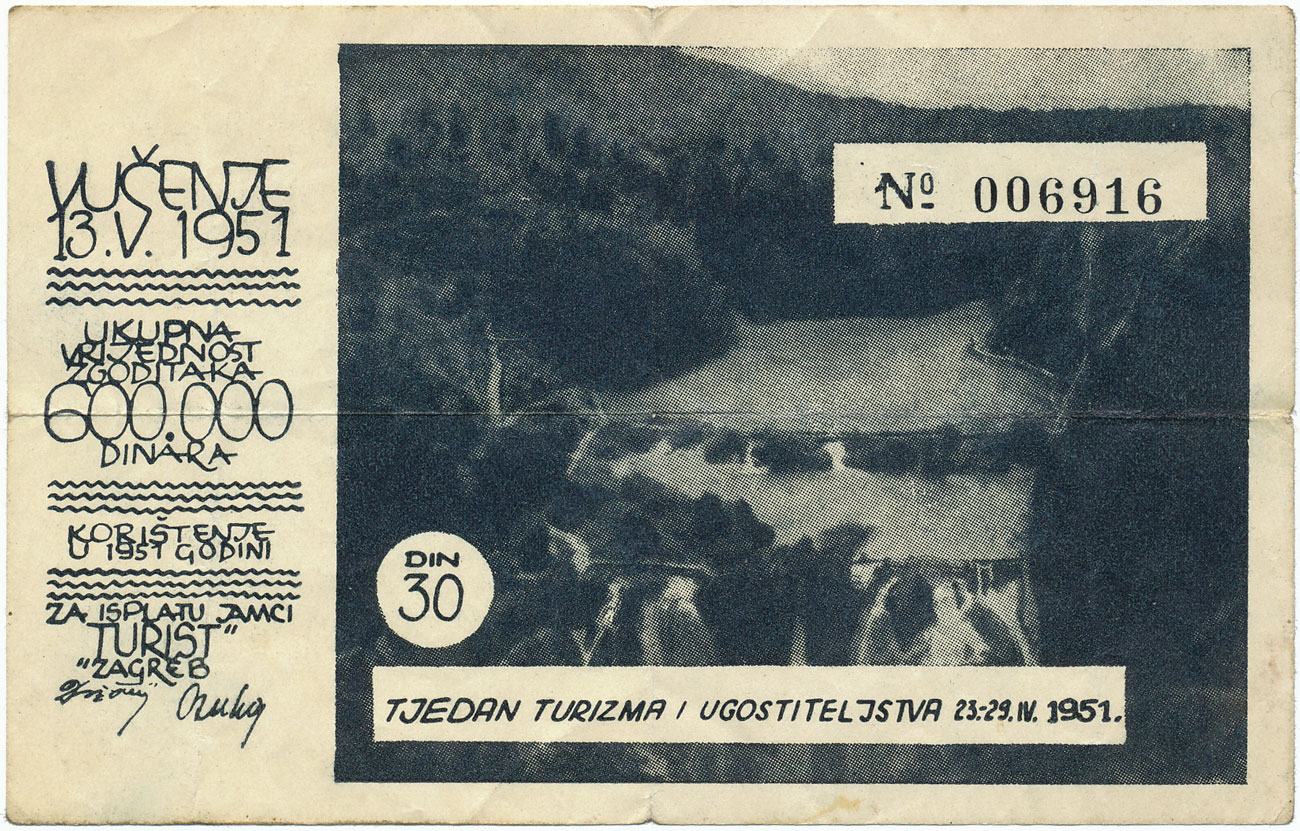 VUČENJE
13.V. 1951
UKUPNA
VRIJEDNOST
ZGODITAKA
600.000
DINARA
KORIŠTENJE
U 1951 GODINI
ZA ISPLATU JAMCI
"TURIST"
"ZAGREB
Nº 006916
DIN
30
TJEDAN TURIZMA I UGOSTITELJSTVA 23.-29. IV. 1951.